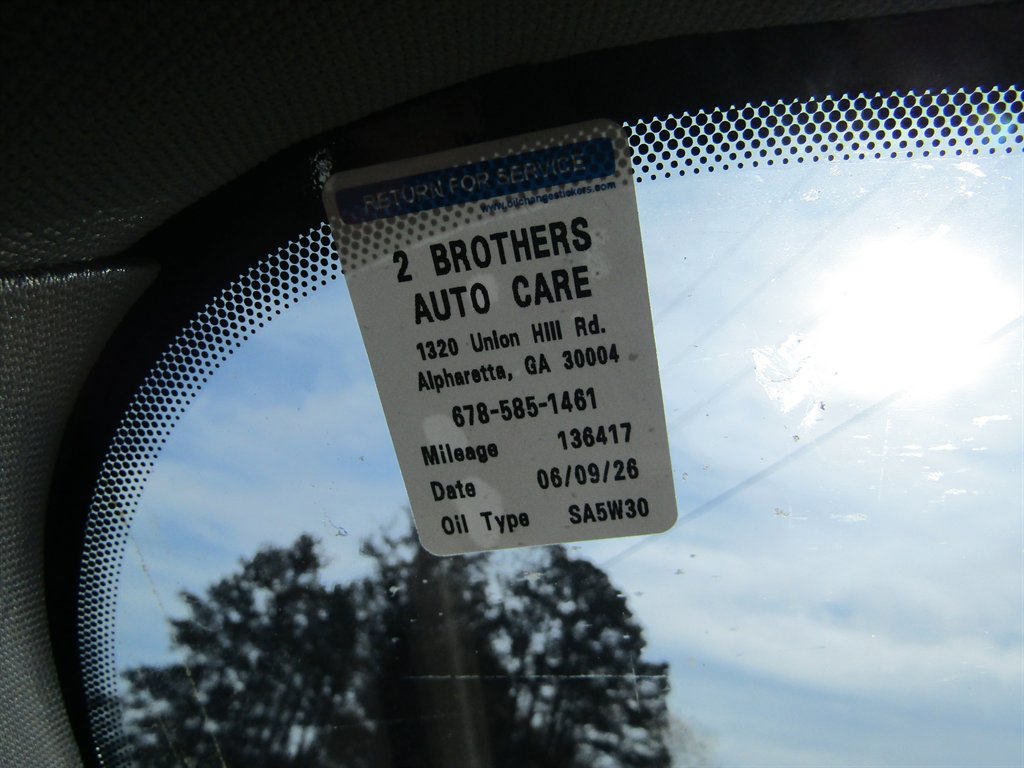 RETURN FOR SERVICE
www.oilchangestickers.com
2 BROTHERS
AUTO CARE
1320 Union Hill Rd.
Alpharetta, GA 30004
678-585-1461
Mileage 136417
Date 06/09/26
Oil Type SA5W30